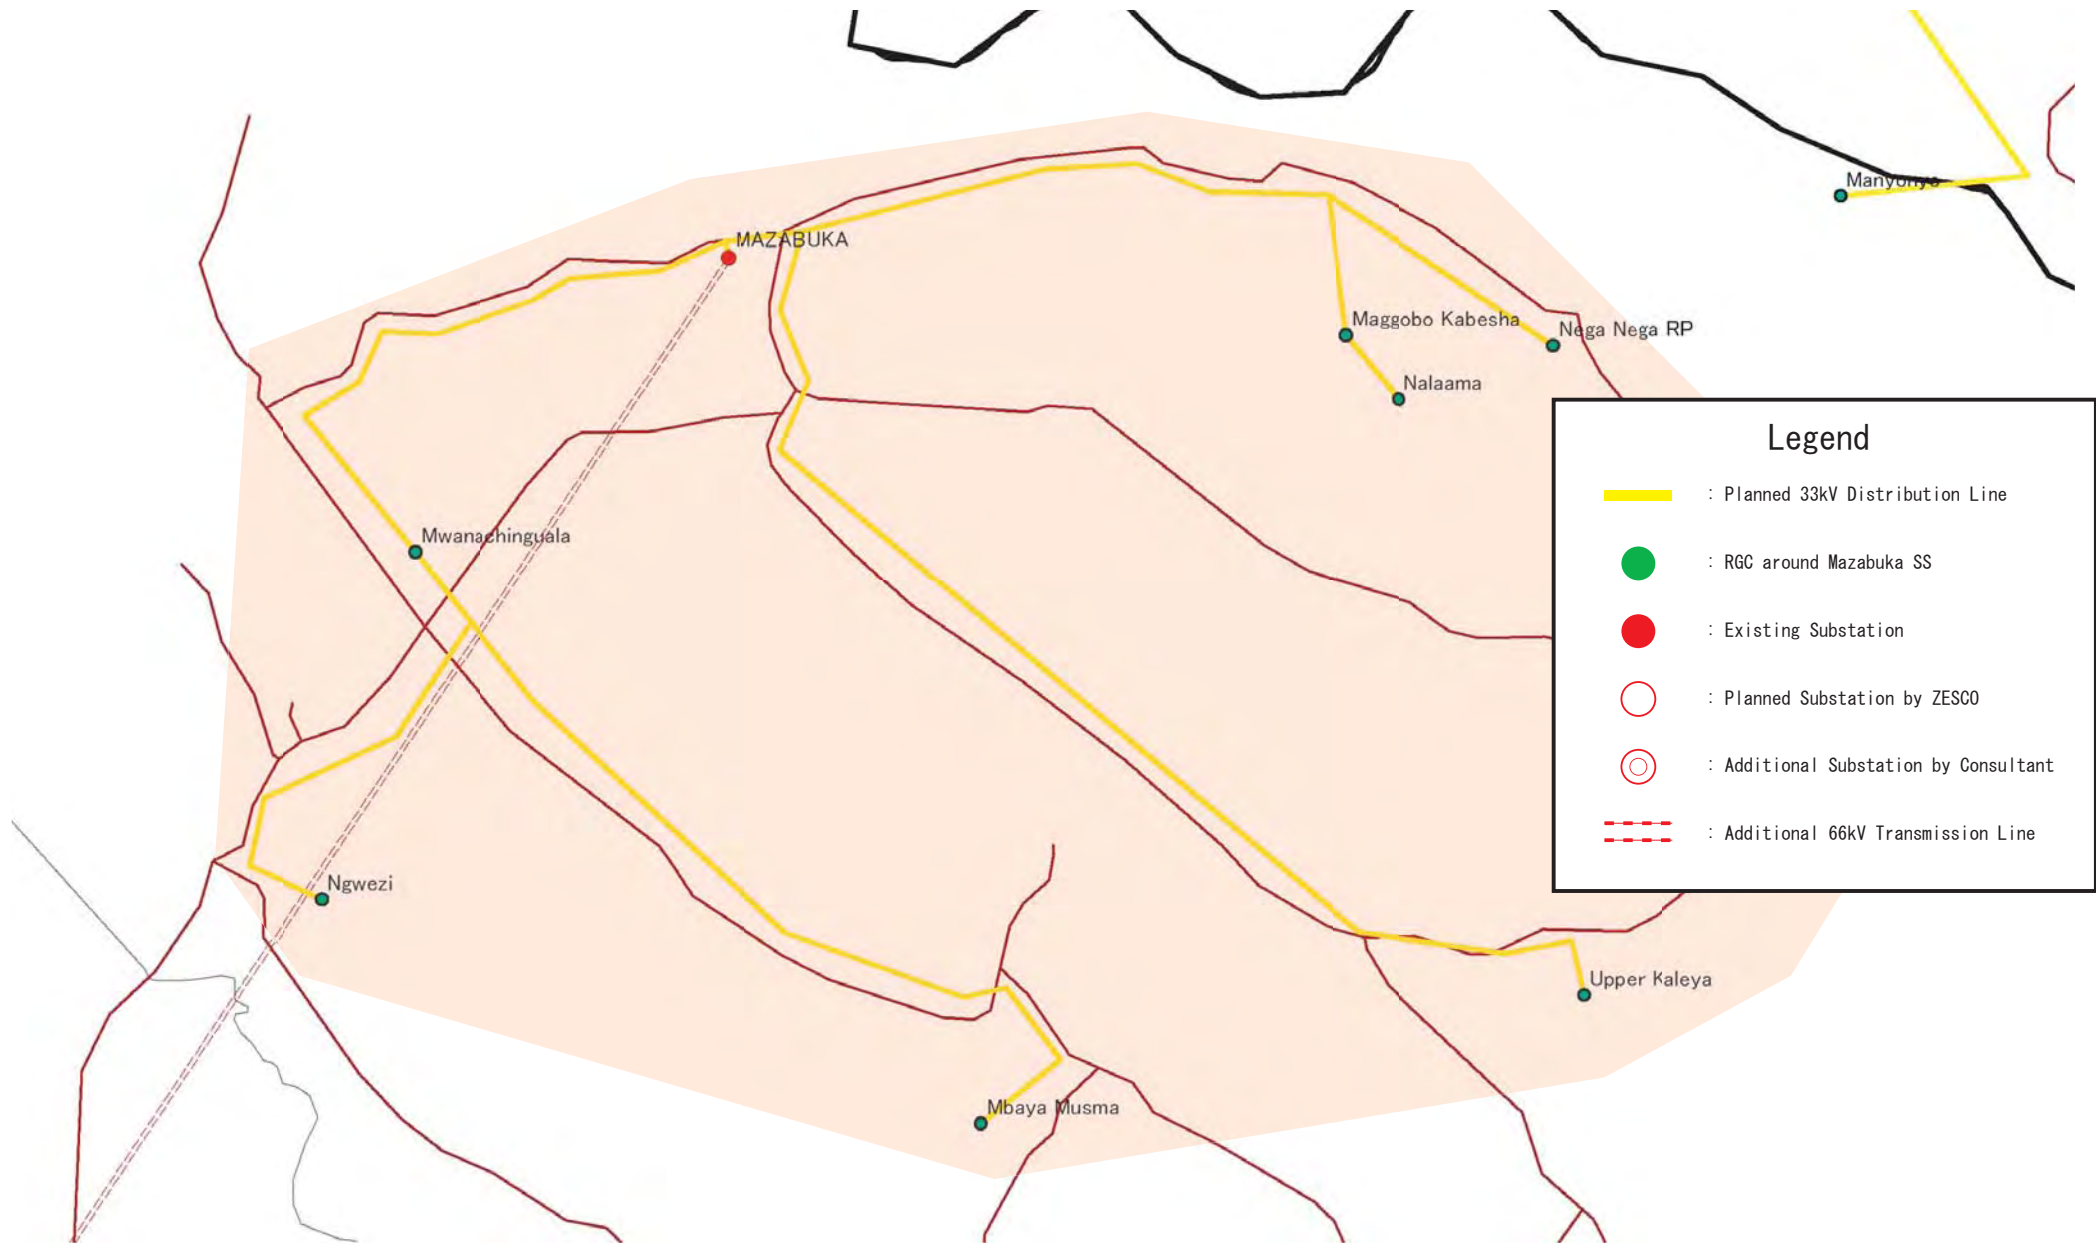 Manyonyo
MAZABUKA
Maggobo Kabesha
Nega Nega RP
Nalaama
Legend
: Planned 33kV Distribution Line
Mwanachinguala
: RGC around Mazabuka SS
: Existing Substation
: Planned Substation by ZESCO
: Additional Substation by Consultant
: Additional 66kV Transmission Line
Ngwezi
Upper Kaleya
Mbaya Musma